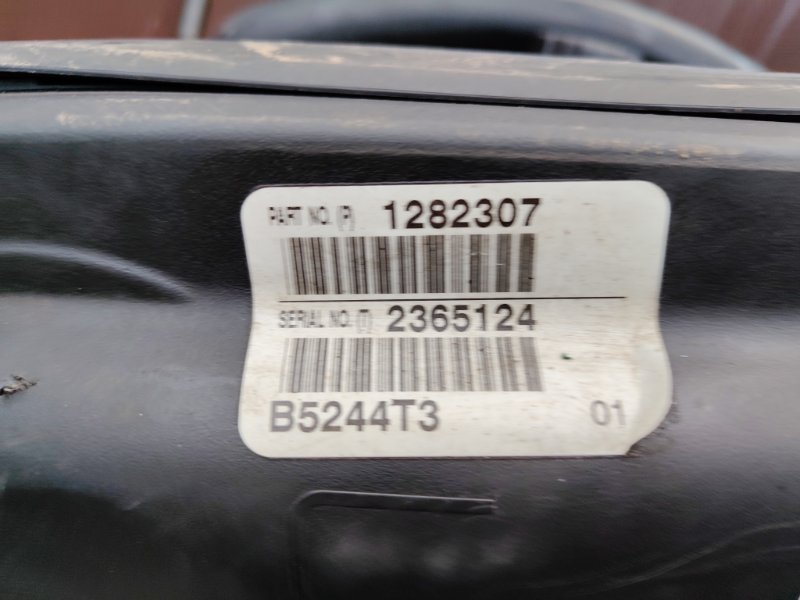 PART NO. (P) 1282307
SERIAL NO. (T) 2365124
B5244T3 01